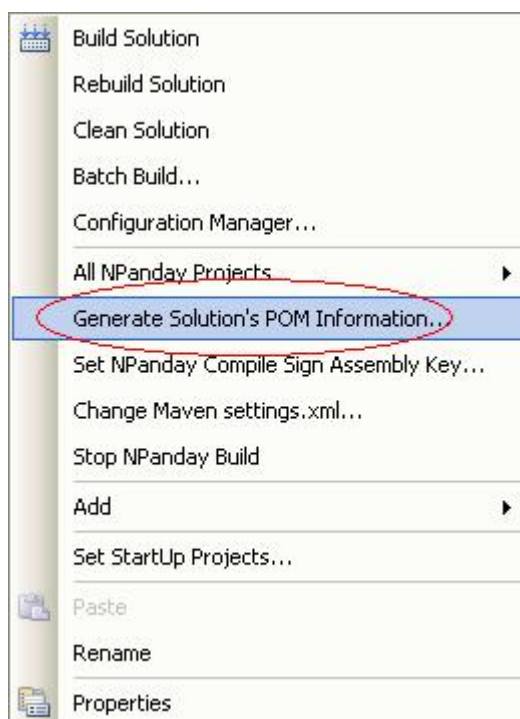 Build Solution
Rebuild Solution
Clean Solution
Batch Build...
Configuration Manager...
All NPanday Projects
Generate Solution's POM Information...
Set NPanday Compile Sign Assembly Key...
Change Maven settings.xml...
Stop NPanday Build
Add
Set StartUp Projects...
Paste
Rename
Properties